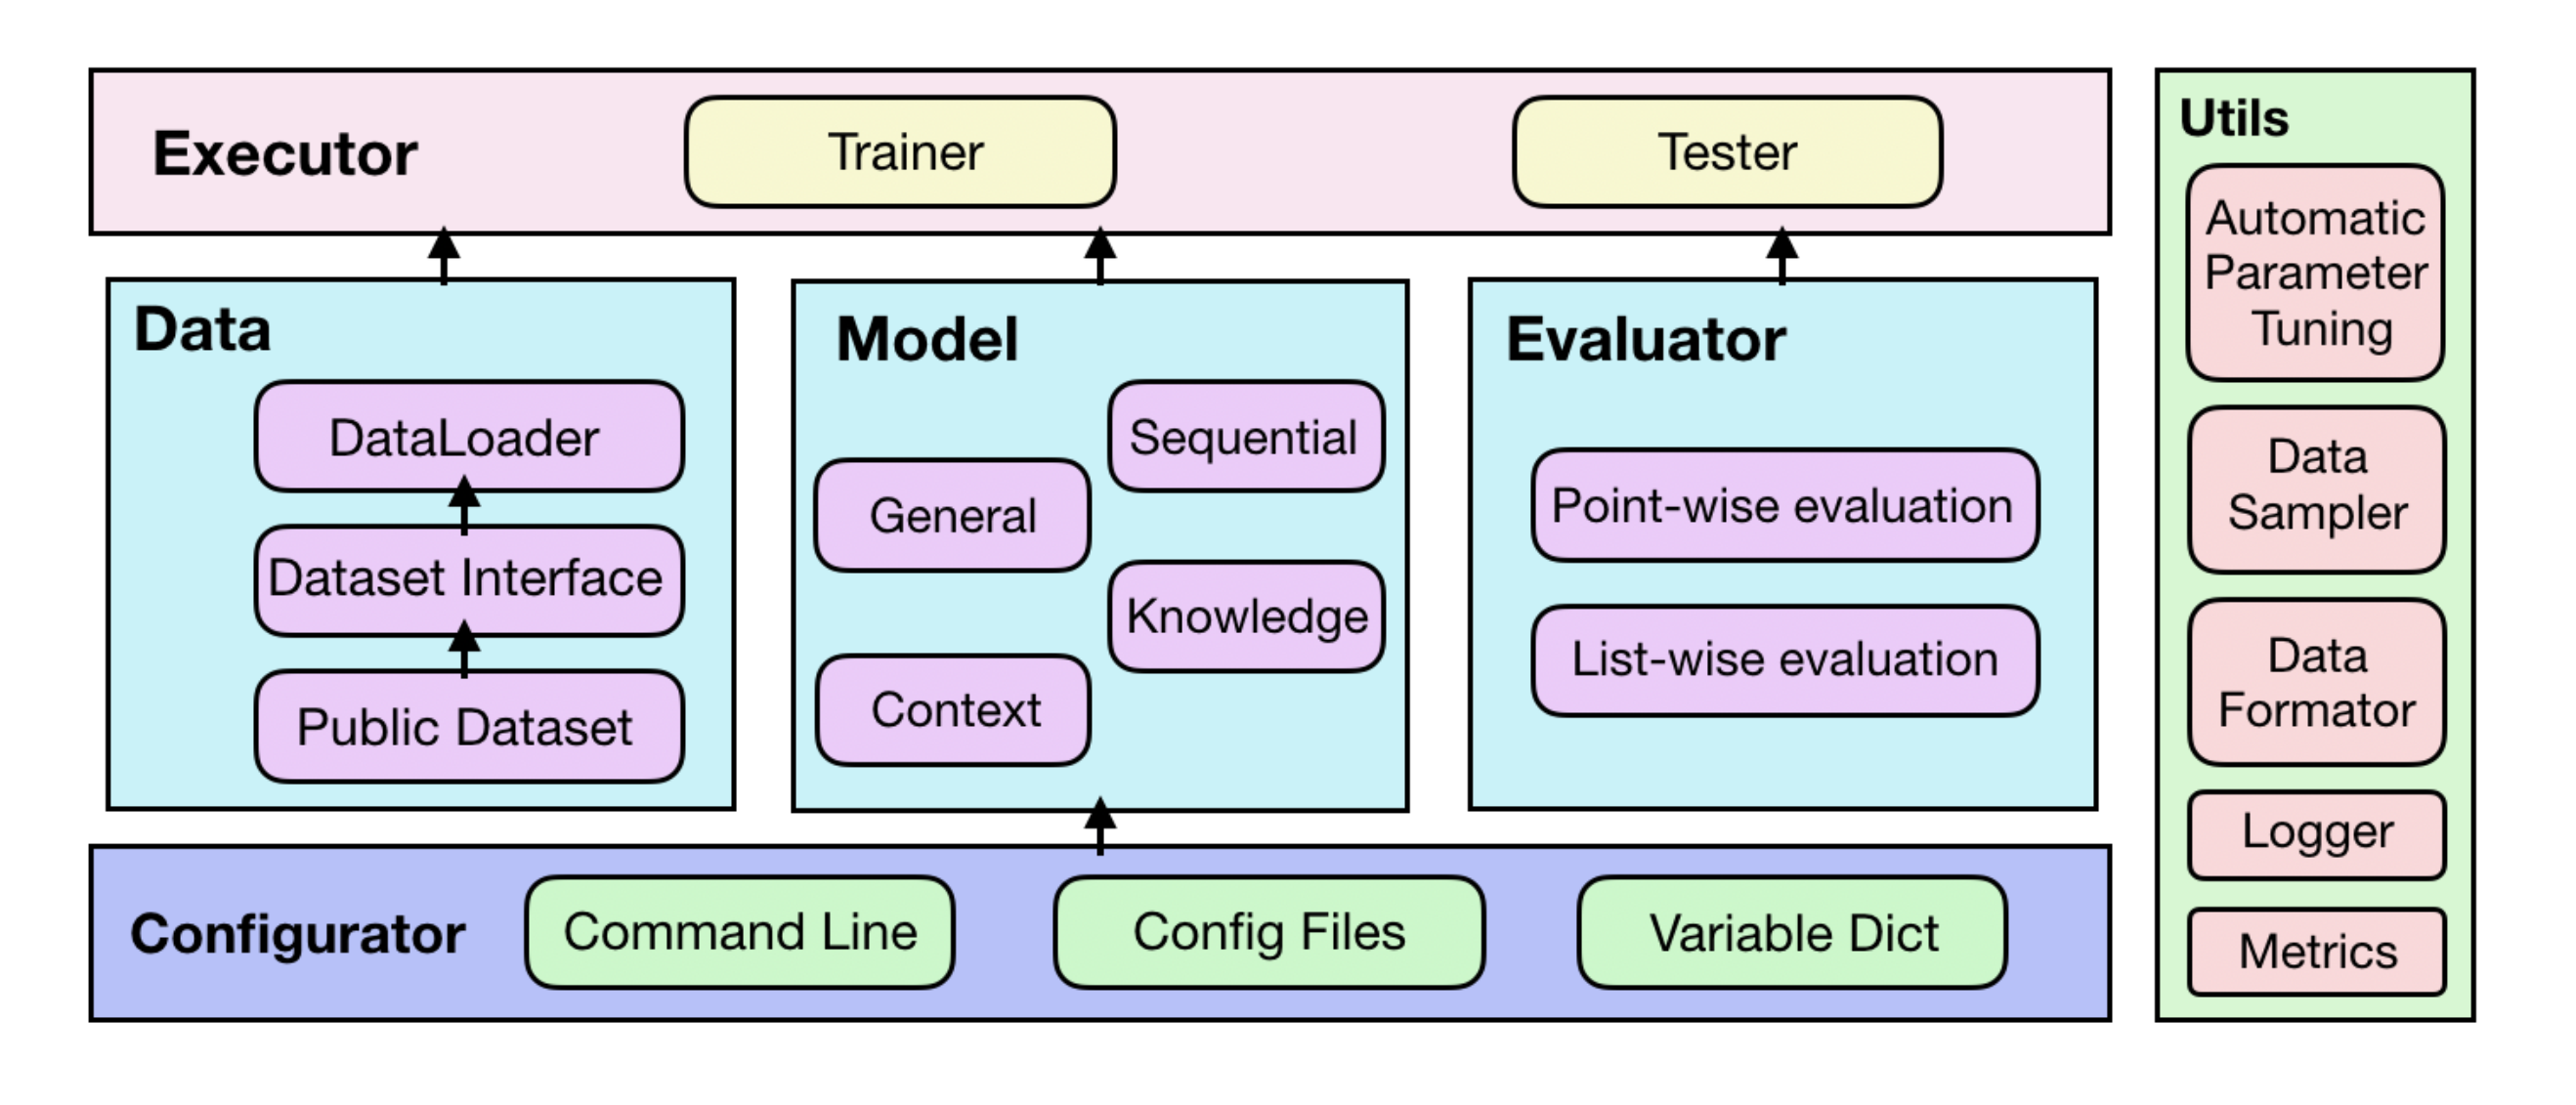 Executor
Trainer
Tester
Data
DataLoader
Dataset Interface
Public Dataset
Model
Sequential
General
Knowledge
Context
Evaluator
Point-wise evaluation
List-wise evaluation
Configurator
Command Line
Config Files
Variable Dict
Utils
Automatic
Parameter
Tuning
Data
Sampler
Data
Formator
Logger
Metrics